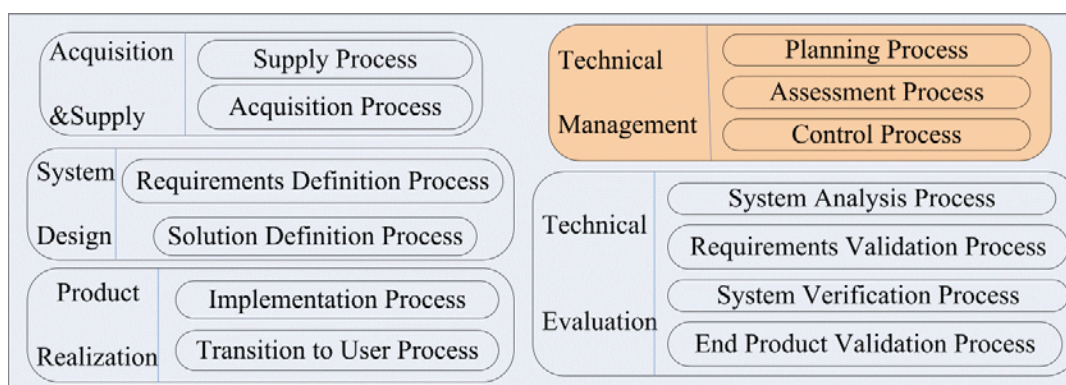 Acquisition
&Supply
Supply Process
Acquisition Process
System
Design
Requirements Definition Process
Solution Definition Process
Product
Realization
Implementation Process
Transition to User Process
Technical
Management
Planning Process
Assessment Process
Control Process
Technical
Evaluation
System Analysis Process
Requirements Validation Process
System Verification Process
End Product Validation Process